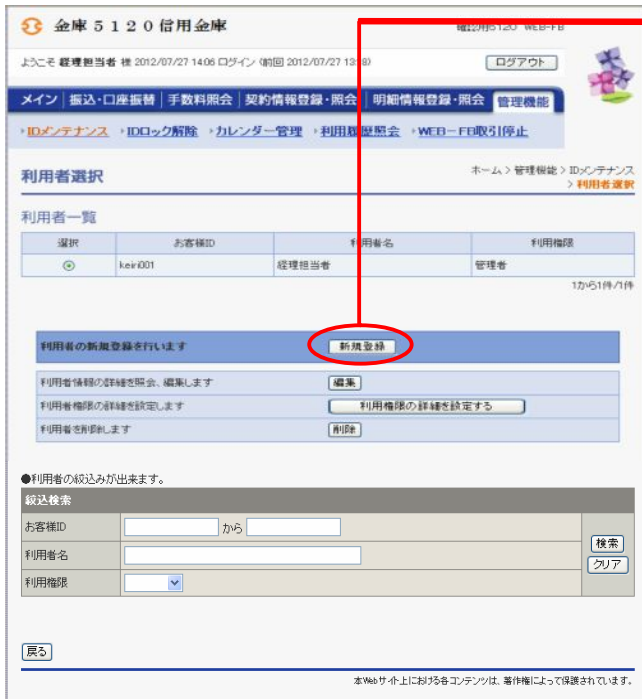 金庫5120信用金庫
確認用5120 WEB-FB
ようこそ 経理担当者 様 2012/07/27 14:06 ログイン (前回 2012/07/27 13:
ログアウト
メイン 振込・口座振替 手数料照会 契約情報登録・照会 明細情報登録・照会 管理機能
IDメンテナンス IDロック解除 カレンダー管理 利用履歴照会 WEB-FB取引停止
利用者選択
ホーム > 管理機能 > IDメンテナンス
> 利用者選択
利用者一覧
選択 お客様ID 利用者名 利用権限
keiri001 経理担当者 管理者
1から1件/1件
利用者の新規登録を行います 新規登録
利用者情報の詳細を照会、編集します 編集
利用者権限の詳細を設定します 利用権限の詳細を設定する
利用者を削除します 削除
●利用者の絞込みが出来ます。
絞込検索
お客様ID から
利用者名
利用権限
検索
クリア
戻る
本Webサイト上における各コンテンツは、著作権によって保護されています。